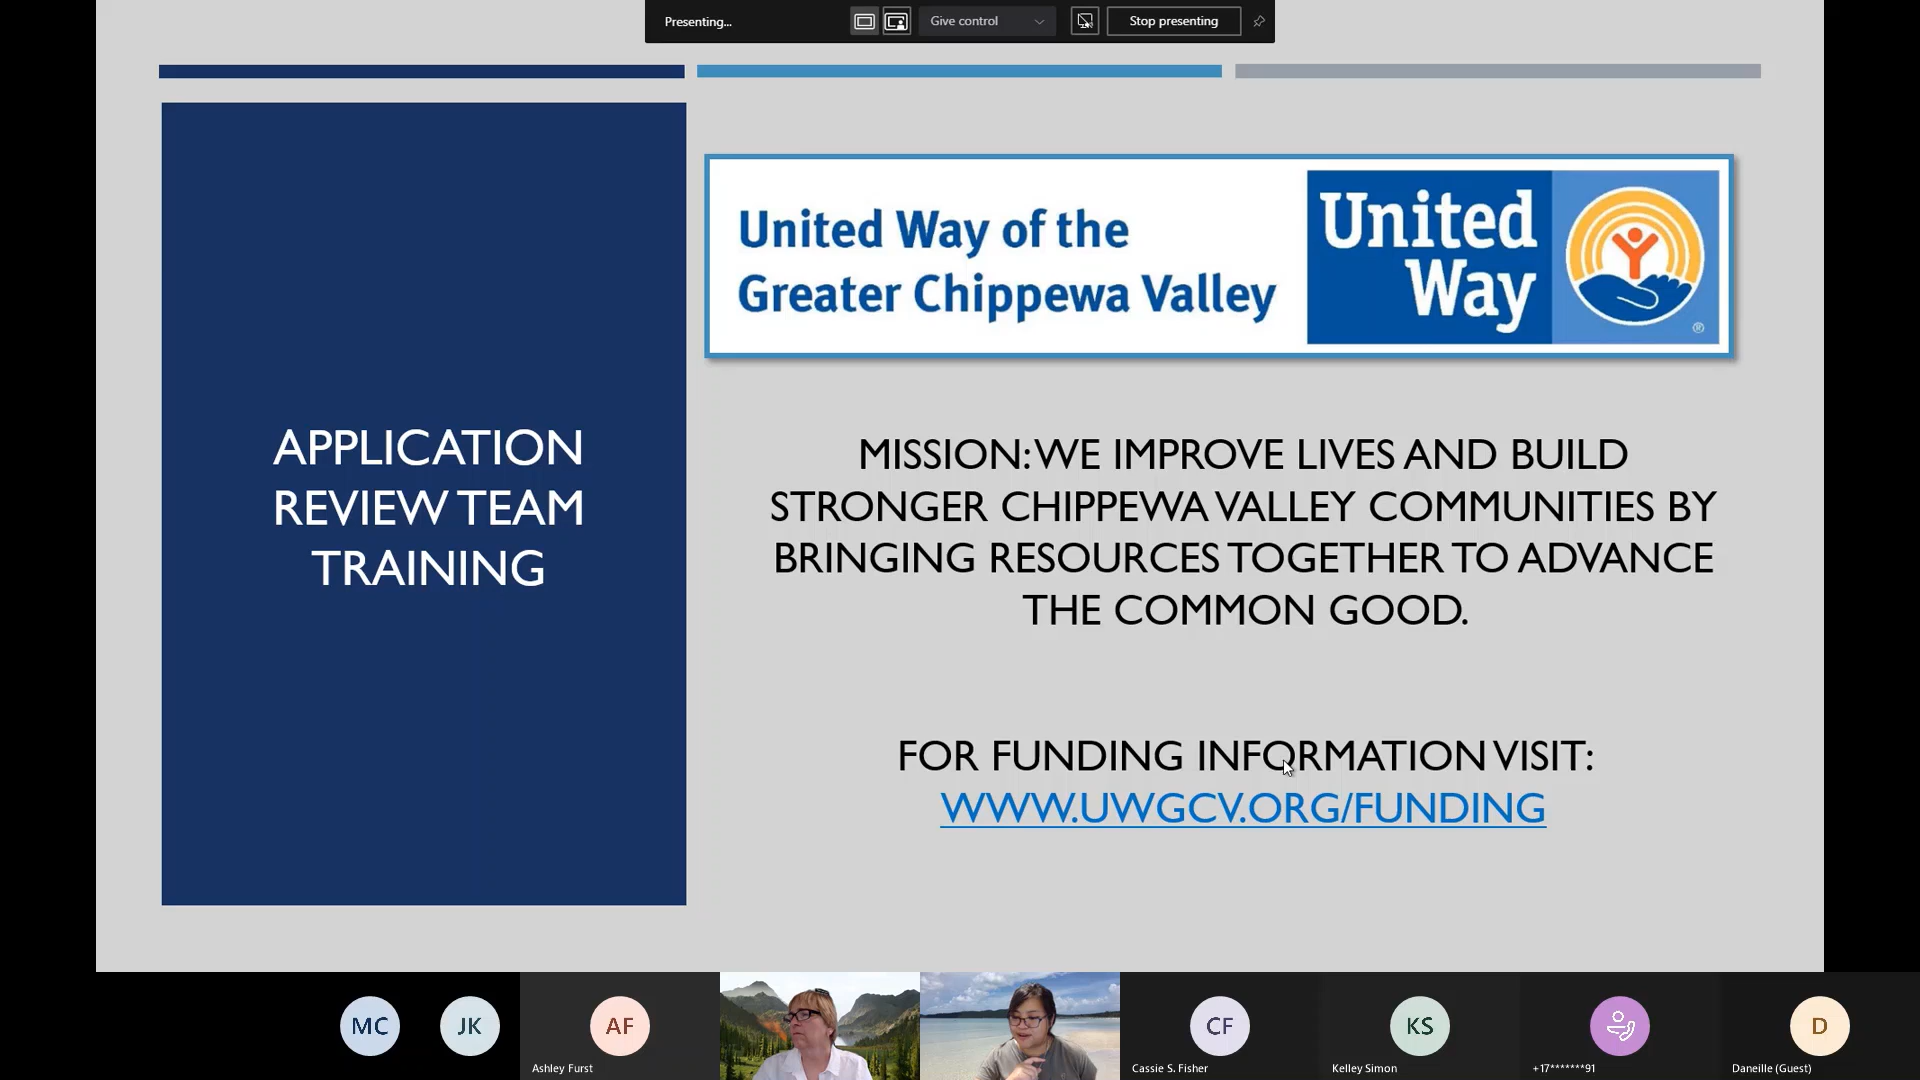 Presenting...
Give control
Stop presenting
United Way of the
Greater Chippewa Valley
United
Way
®
APPLICATION
REVIEW TEAM
TRAINING
MISSION: WE IMPROVE LIVES AND BUILD
STRONGER CHIPPEWA VALLEY COMMUNITIES BY
BRINGING RESOURCES TOGETHER TO ADVANCE
THE COMMON GOOD.
FOR FUNDING INFORMATION VISIT:
WWW.UWGCV.ORG/FUNDING
MC
JK
AF
Ashley Furst
CF
Cassie S. Fisher
KS
Kelley Simon
+17*******91
D
Daneille (Guest)